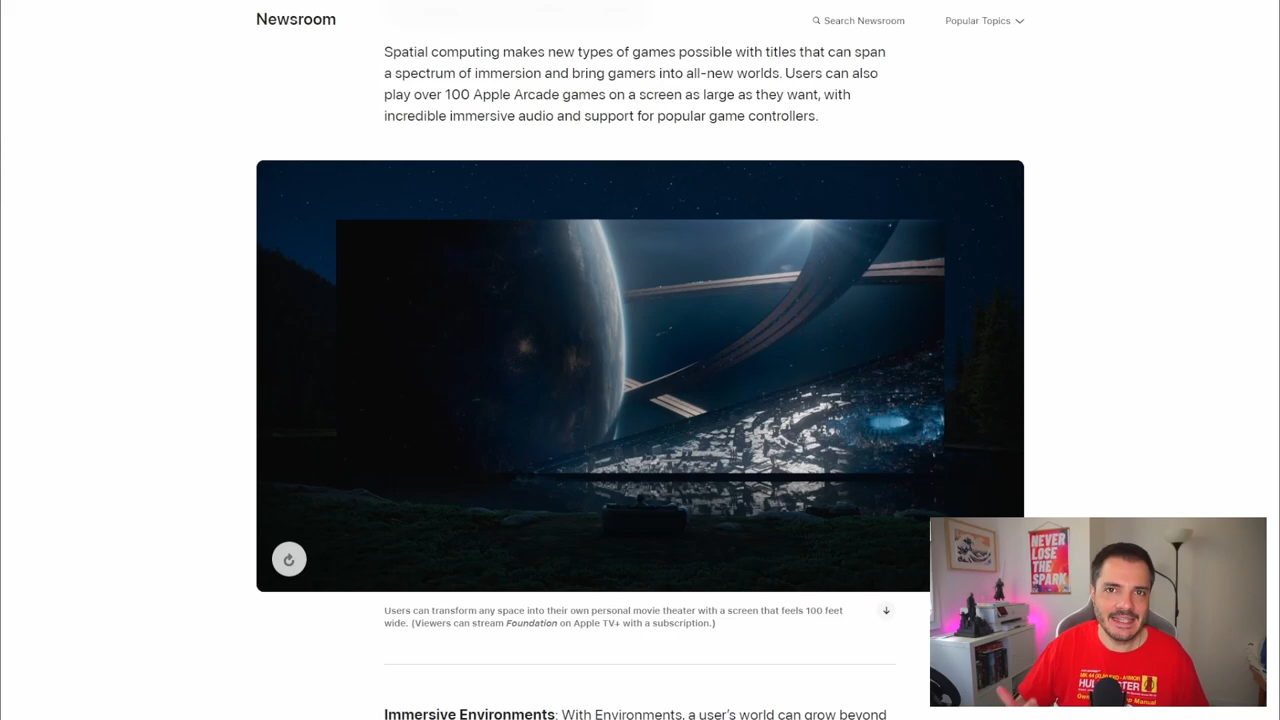 Newsroom
Search Newsroom
Popular Topics
Spatial computing makes new types of games possible with titles that can span
a spectrum of immersion and bring gamers into all-new worlds. Users can also
play over 100 Apple Arcade games on a screen as large as they want, with
incredible immersive audio and support for popular game controllers.
Users can transform any space into their own personal movie theater with a screen that feels 100 feet
wide. (Viewers can stream Foundation on Apple TV+ with a subscription.)
NEVER
LOSE
THE
SPARK
Immersive Environments: With Environments, a user's world can grow beyond